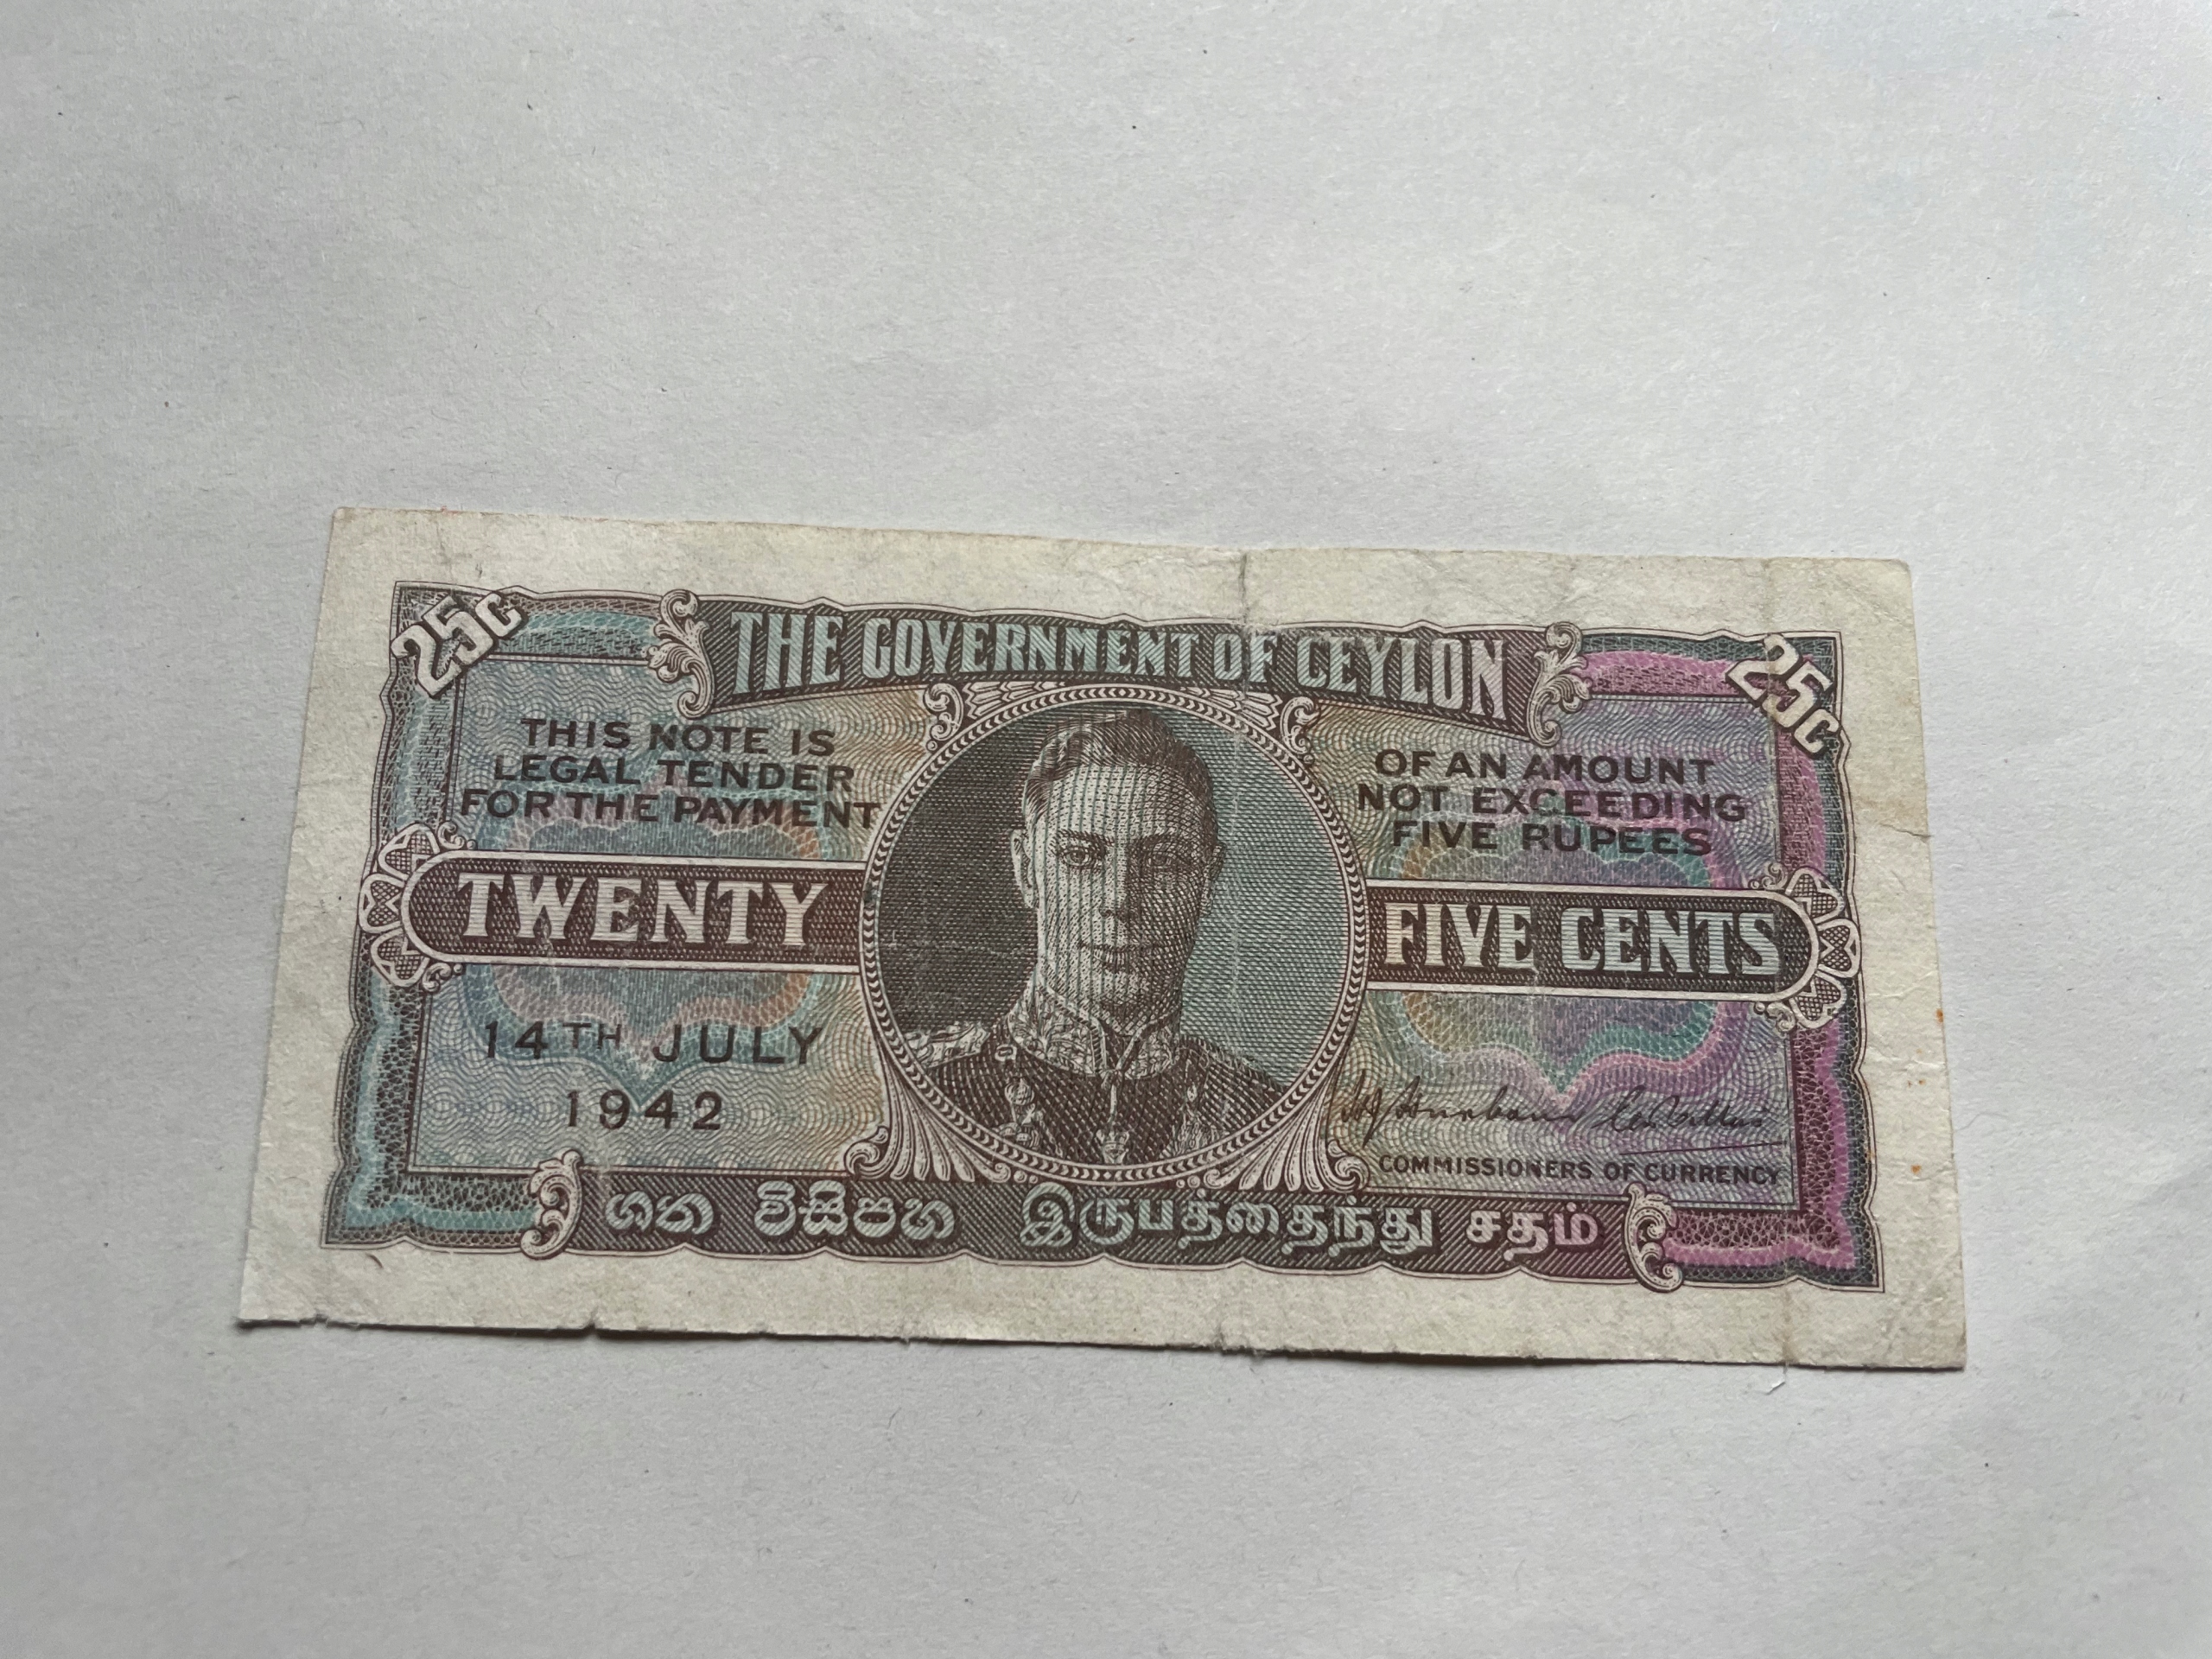 25c
THE GOVERNMENT OF CEYLON
25c
THIS NOTE IS
LEGAL TENDER
FOR THE PAYMENT
OF AN AMOUNT
NOT EXCEEDING
FIVE RUPEES
TWENTY
FIVE CENTS
14TH JULY
1942
COMMISSIONERS OF CURRENCY
ශත විසිපහ இருபத்தைந்து சதம்